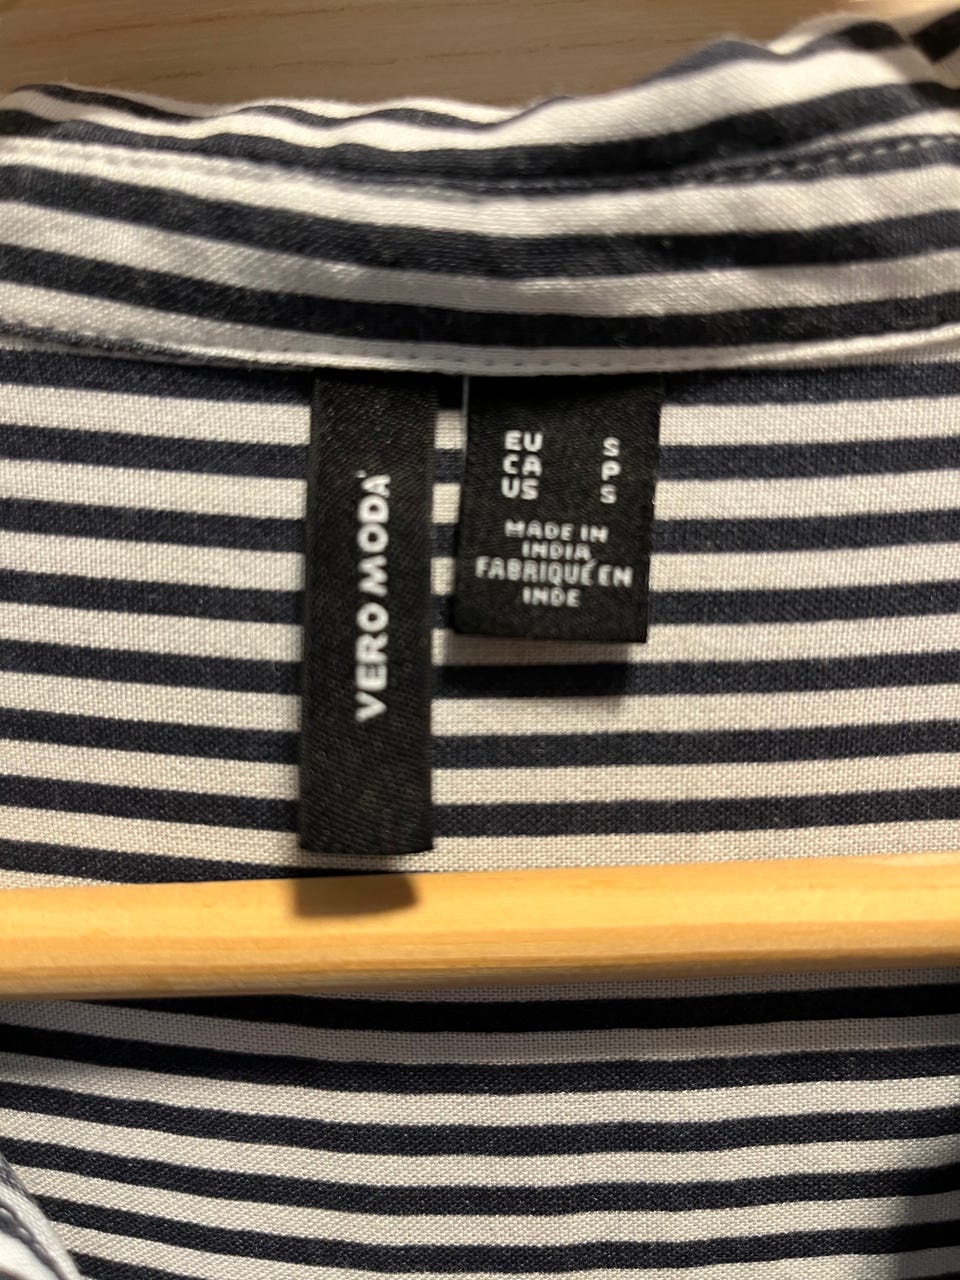 VERO MODA
EU S
CA P
US S
MADE IN
INDIA
FABRIQUÉ EN
INDE